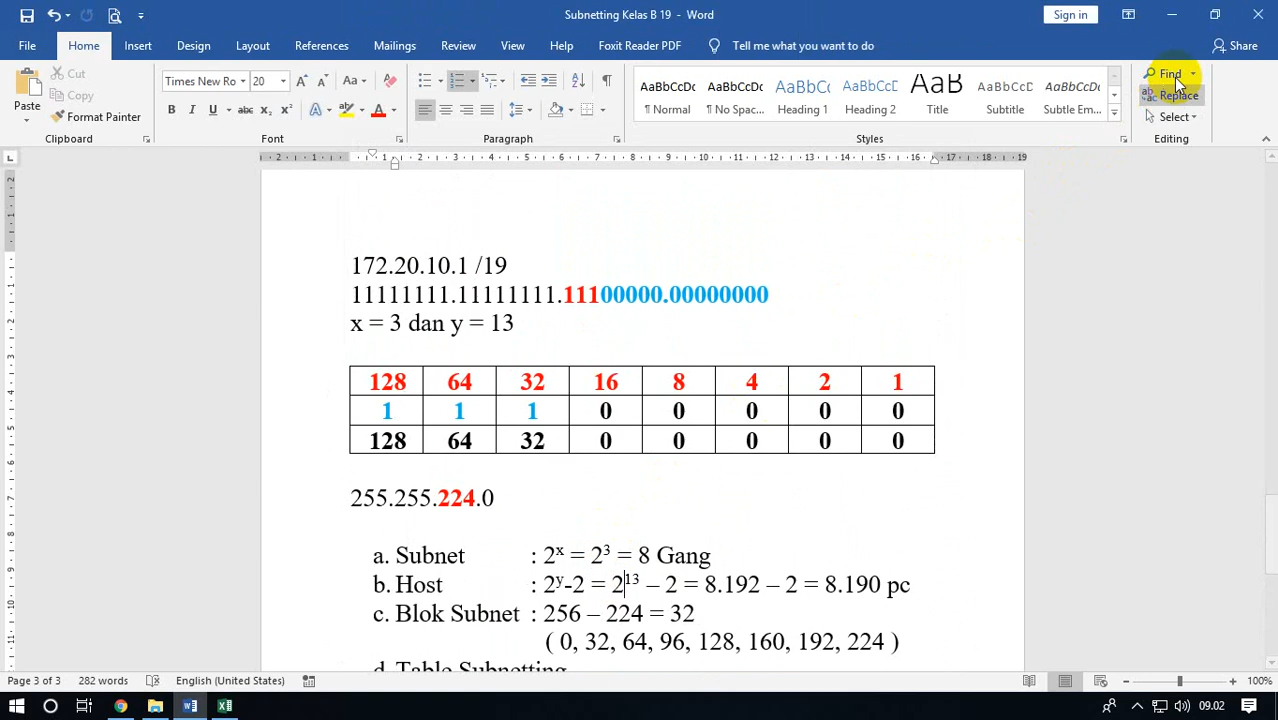 Subnetting Kelas B 19 - Word
Sign in
File Home Insert Design Layout References Mailings Review View Help Foxit Reader PDF Tell me what you want to do Share
Paste
Cut
Copy
Format Painter
Clipboard
Times New Ro 20
Font
Paragraph
AaBbCcDc AaBbCcDc AaBbC AaBbCcD AaB AaBbCcD AaBbCcDc
¶ Normal ¶ No Spac... Heading 1 Heading 2 Title Subtitle Subtle Em...
Styles
Find
Replace
Select
Editing
172.20.10.1 /19
11111111.11111111.11100000.00000000
x = 3 dan y = 13
128 64 32 16 8 4 2 1
1 1 1 0 0 0 0 0
128 64 32 0 0 0 0 0
255.255.224.0
a. Subnet : 2ˣ = 2³ = 8 Gang
b. Host : 2ʸ-2 = 2¹³ – 2 = 8.192 – 2 = 8.190 pc
c. Blok Subnet : 256 – 224 = 32
( 0, 32, 64, 96, 128, 160, 192, 224 )
d. Table Subnetting
Page 3 of 3 282 words English (United States) 100%
09.02